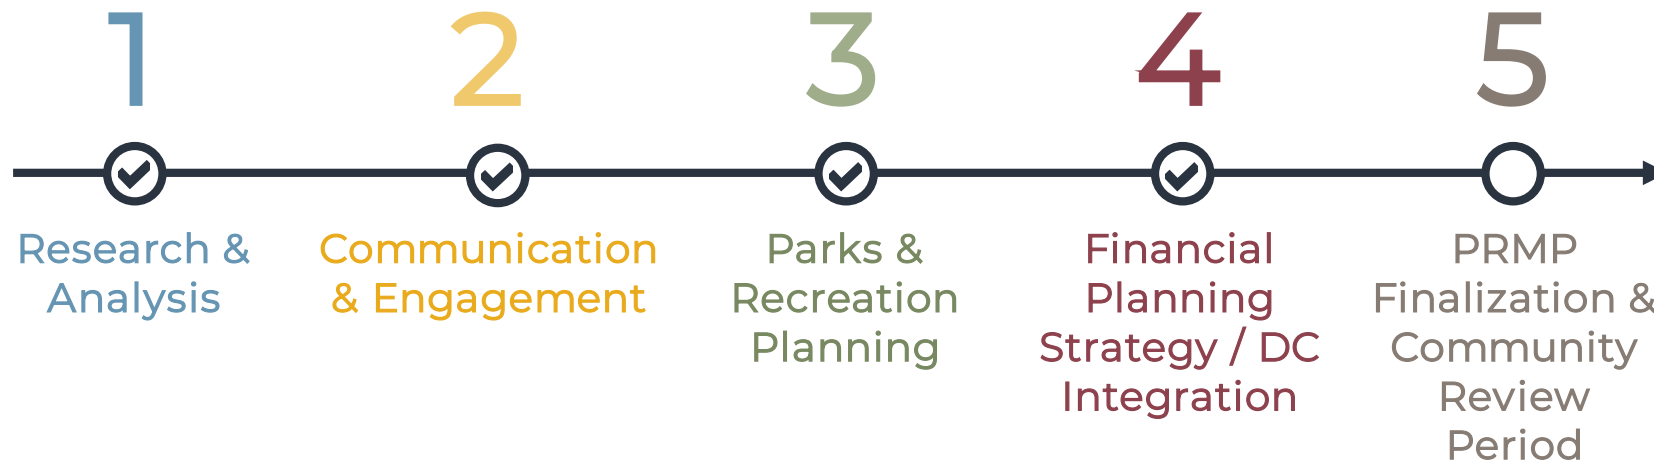 1
2
3
4
5
Research &
Analysis
Communication
& Engagement
Parks &
Recreation
Planning
Financial
Planning
Strategy / DC
Integration
PRMP
Finalization &
Community
Review
Period